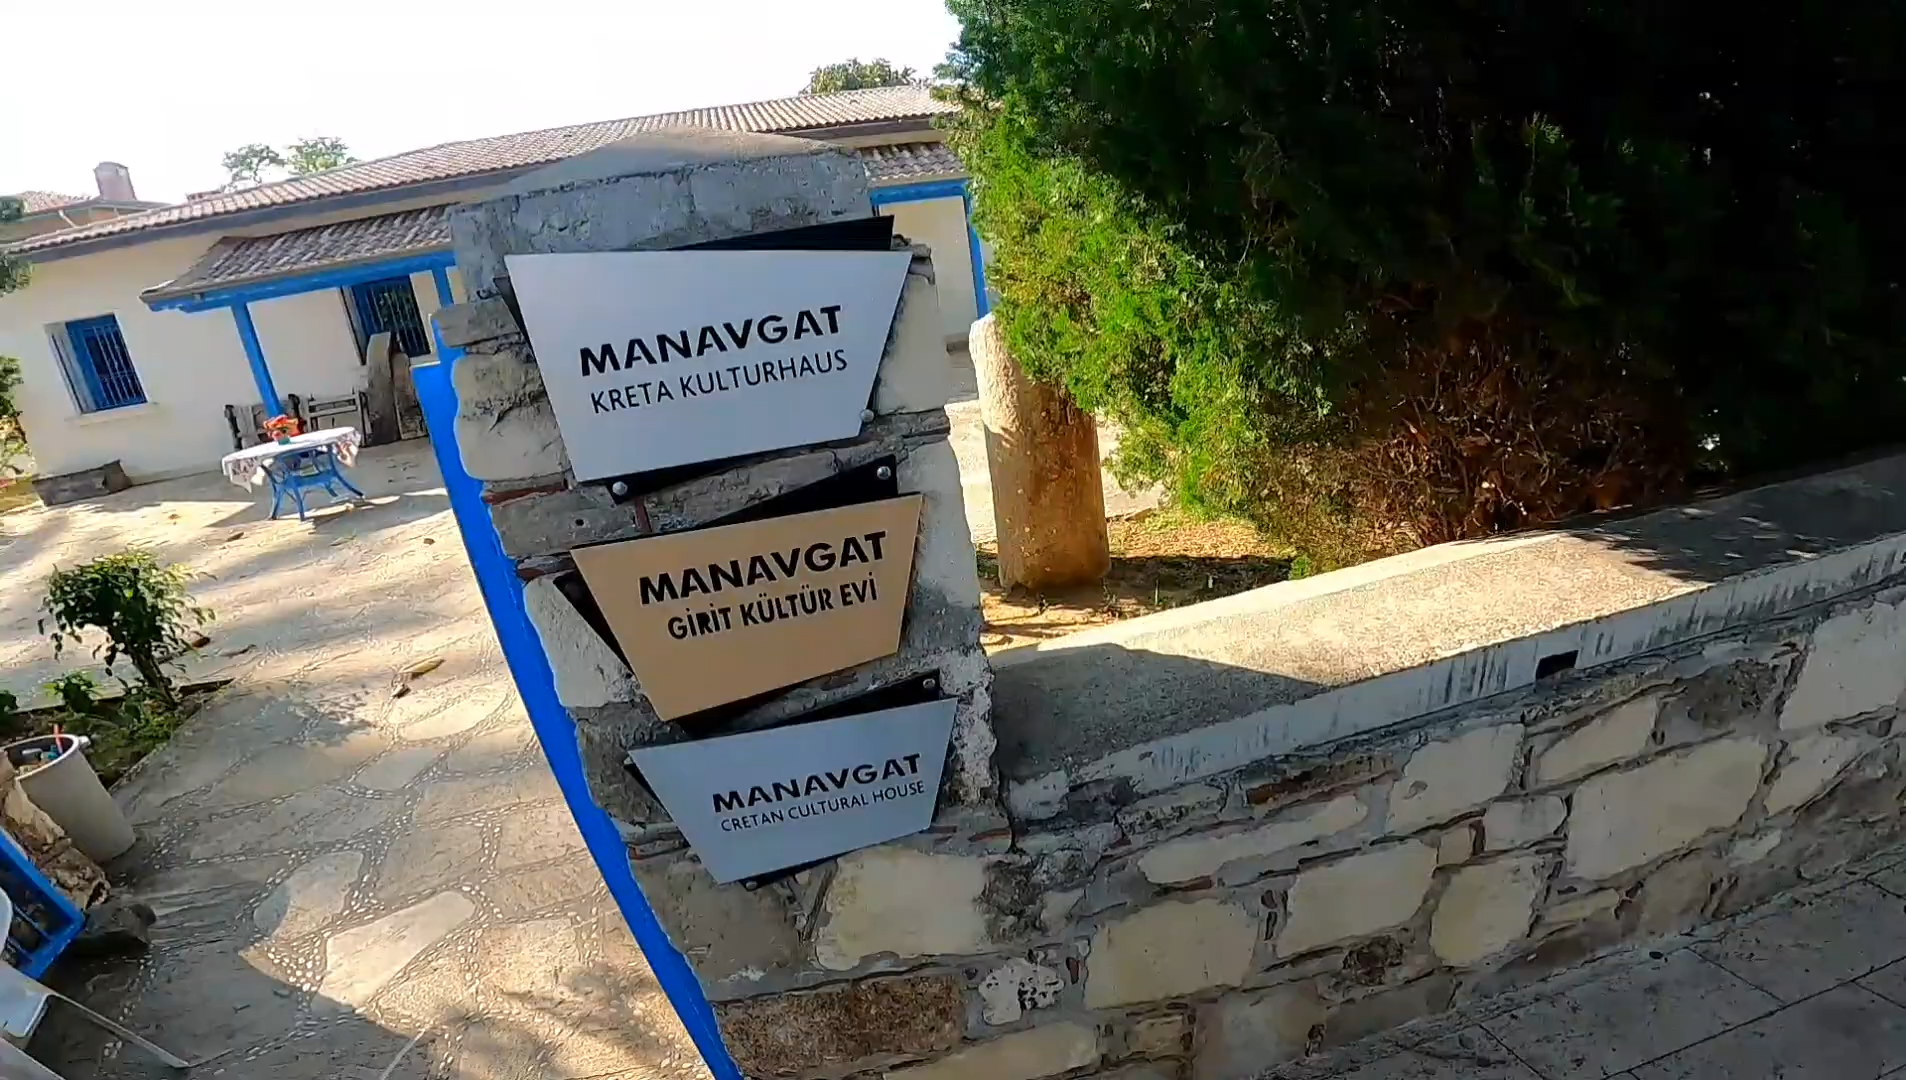 MANAVGAT
KRETA KULTURHAUS
MANAVGAT
GİRİT KÜLTÜR EVİ
MANAVGAT
CRETAN CULTURAL HOUSE